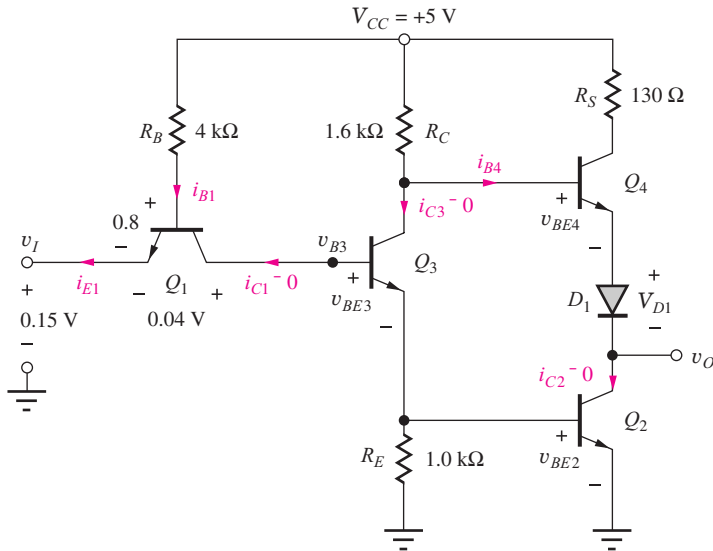 V_CC = +5 V
R_B
4 kΩ
1.6 kΩ
R_C
R_S
130 Ω
i_B1
i_B4
i_C3 - 0
Q_4
+
0.8
–
v_I
v_B3
Q_3
+
v_BE4
–
i_E1
–
Q_1
+
i_C1 - 0
+
v_BE3
–
D_1
+
V_D1
–
+
0.15 V
–
0.04 V
i_C2 - 0
v_O
Q_2
R_E
1.0 kΩ
+
v_BE2
–